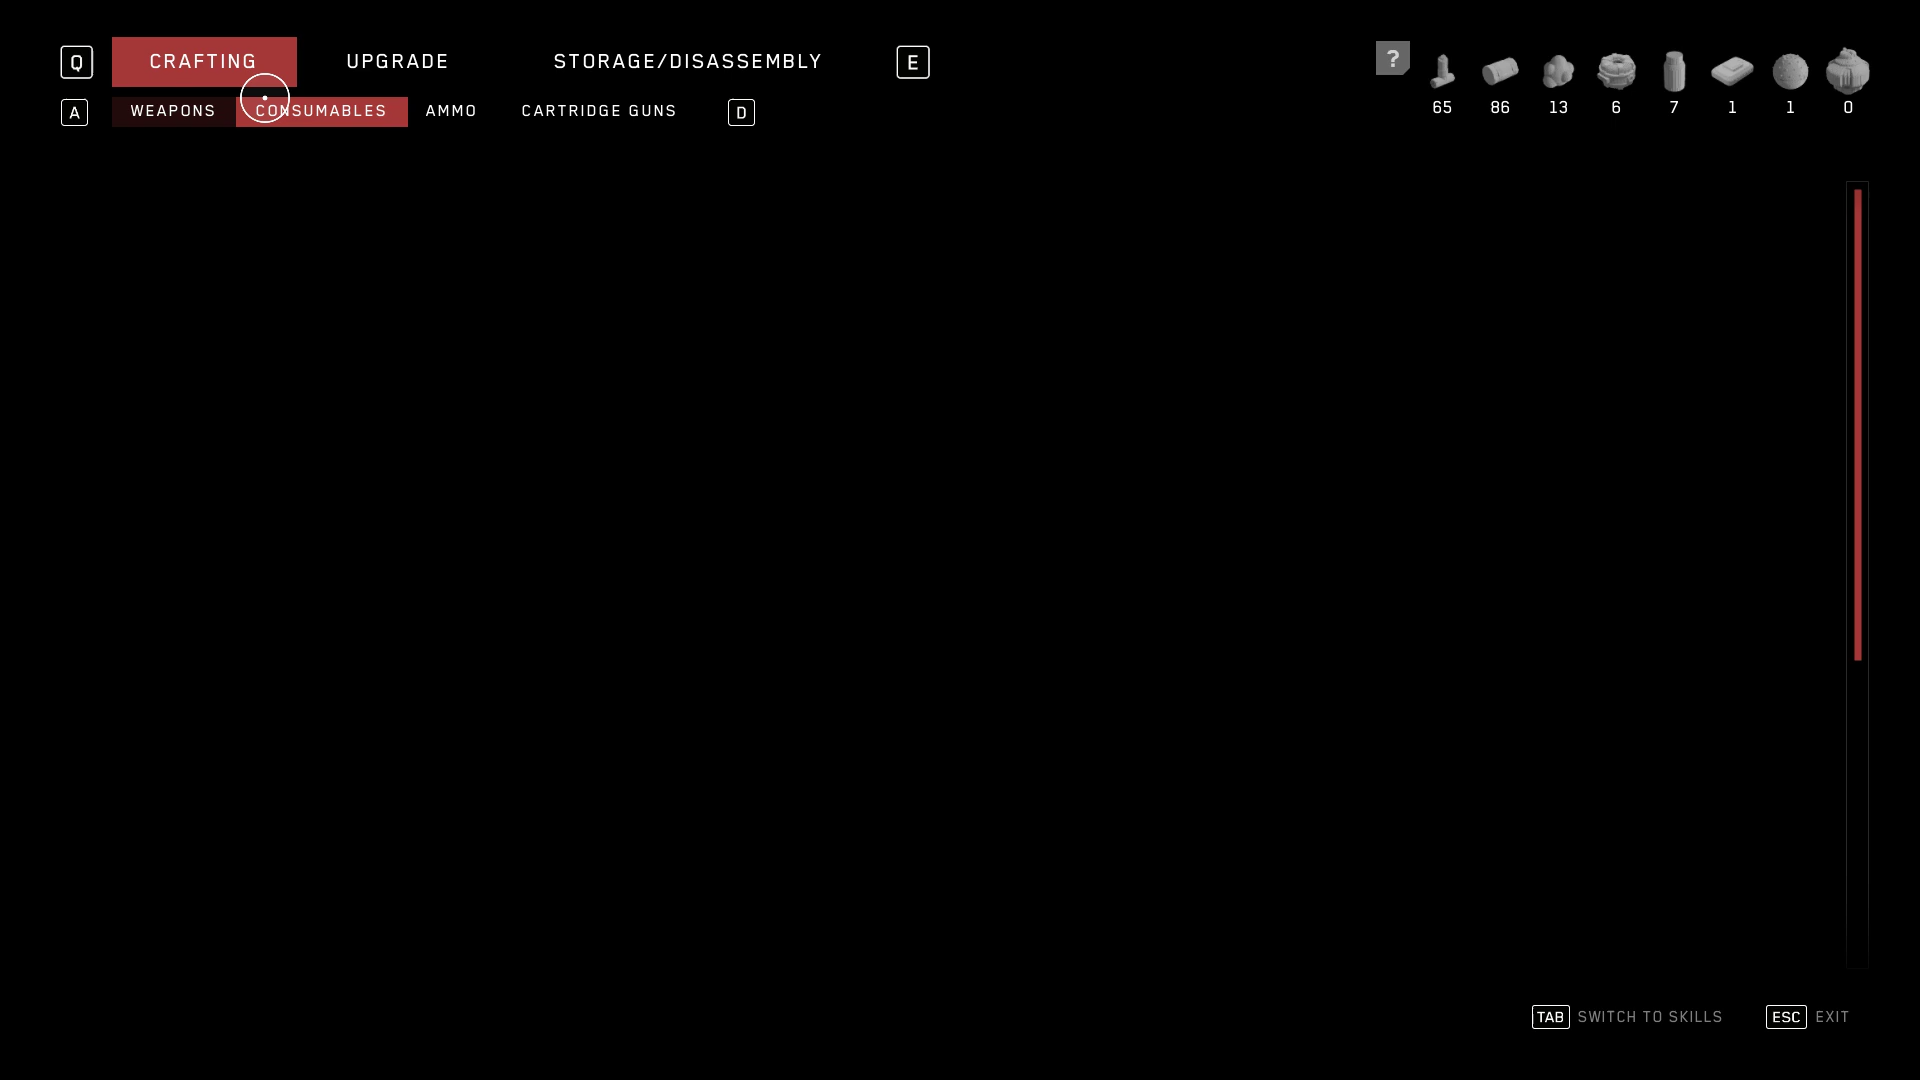 Q CRAFTING UPGRADE STORAGE/DISASSEMBLY E ?
A WEAPONS CONSUMABLES AMMO CARTRIDGE GUNS D
65 86 13 6 7 1 1 0
TAB SWITCH TO SKILLS ESC EXIT